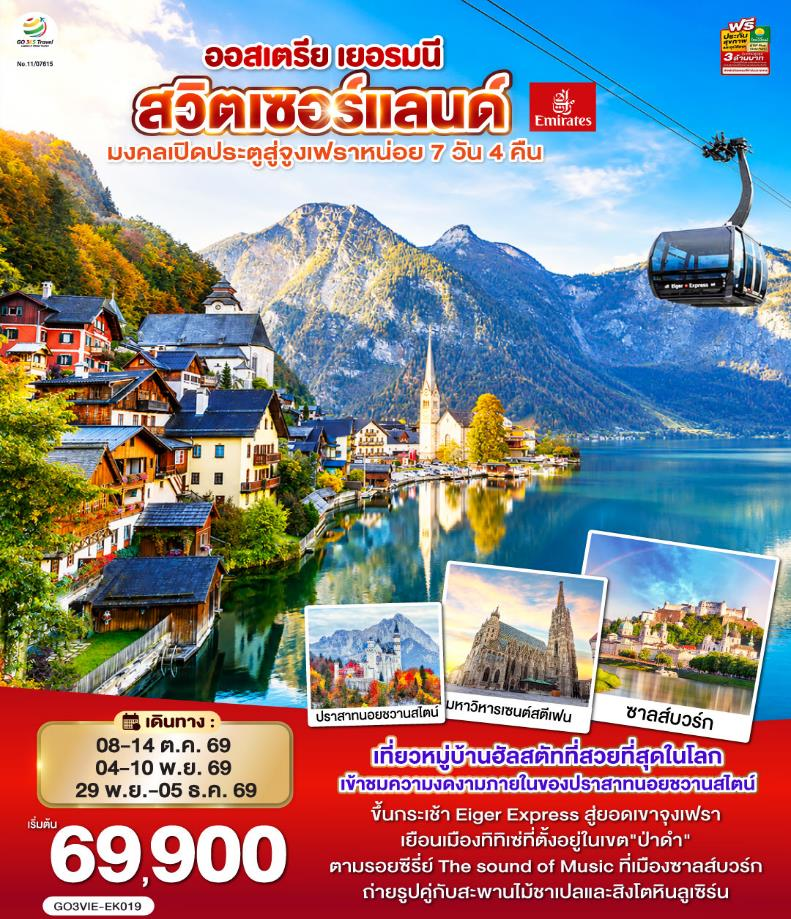 GO 365 Travel
No.11/07615
ฟรี
ประกัน
สุขภาพ
3 ล้านบาท
ออสเตรีย เยอรมนี
สวิตเซอร์แลนด์
Emirates
มงคลเปิดประตูสู่จูงเฟราหน่อย 7 วัน 4 คืน
Eiger Express
ปราสาทนอยชวานสไตน์
มหาวิหารเซนต์สตีเฟน
ซาลส์บวร์ก
เดินทาง :
08-14 ต.ค. 69
04-10 พ.ย. 69
29 พ.ย.-05 ธ.ค. 69
เริ่มต้น
69,900
GO3VIE-EK019
เที่ยวหมู่บ้านฮัลสตัทที่สวยที่สุดในโลก
เข้าชมความงดงามภายในของปราสาทนอยชวานสไตน์
ขึ้นกระเช้า Eiger Express สู่ยอดเขาจุงเฟรา
เยือนเมืองทิทิเซ่ที่ตั้งอยู่ในเขต"ป่าดำ"
ตามรอยซีรี่ย์ The sound of Music ที่เมืองซาลส์บวร์ก
ถ่ายรูปคู่กับสะพานไม้ชาเปลและสิงโตหินลูเซิร์น